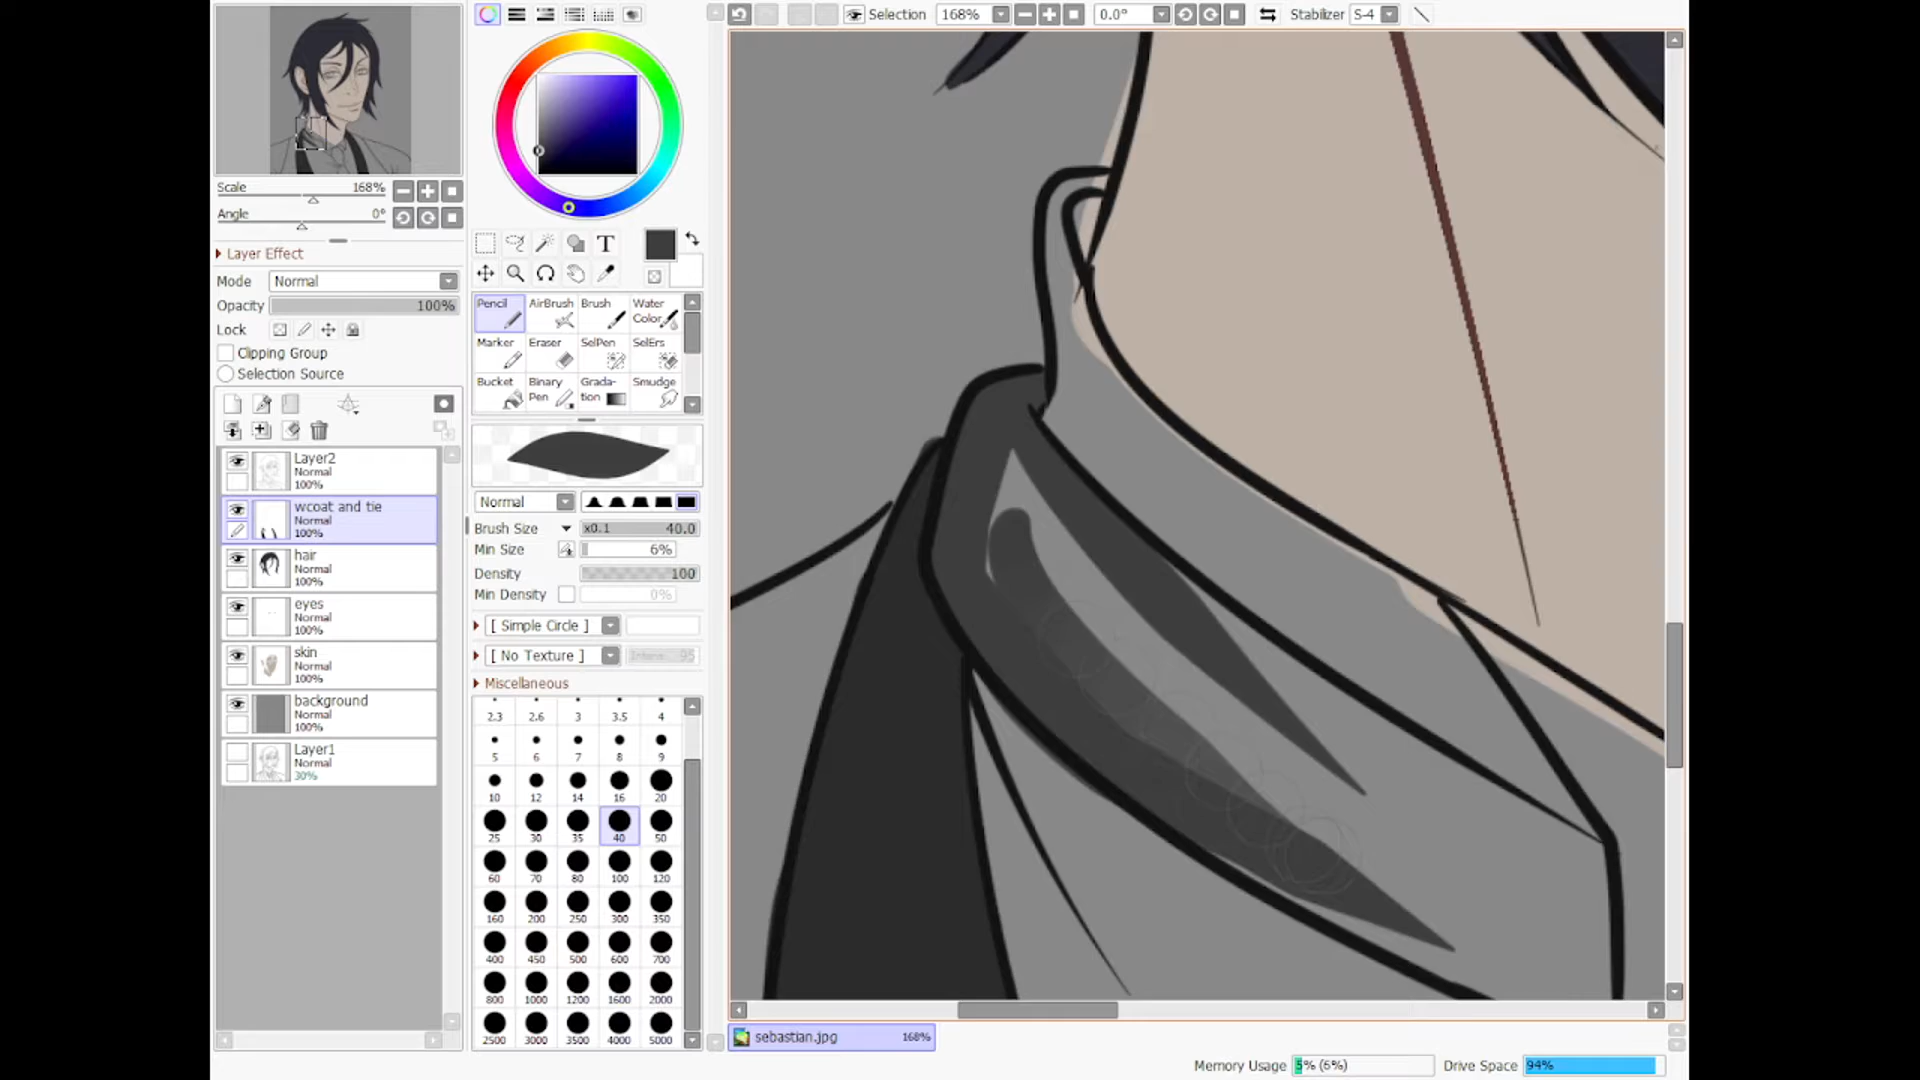 Selection
168%
0.0°
Stabilizer
S-4
Scale
168%
Angle
0°
Layer Effect
Mode
Normal
Opacity
100%
Lock
Clipping Group
Selection Source
Layer2
Normal
100%
wcoat and tie
Normal
100%
hair
Normal
100%
eyes
Normal
100%
skin
Normal
100%
background
Normal
100%
Layer1
Normal
30%
T
Pencil
AirBrush
Brush
Water
Color
Marker
Eraser
SelPen
SelErs
Bucket
Binary
Pen
Grada-
tion
Smudge
Normal
Brush Size
x0.1
40.0
Min Size
6%
Density
100
Min Density
0%
[ Simple Circle ]
[ No Texture ]
95
Miscellaneous
2.3 2.6 3 3.5 4
5 6 7 8 9
10 12 14 16 20
25 30 35 40 50
60 70 80 100 120
160 200 250 300 350
400 450 500 600 700
800 1000 1200 1600 2000
2500 3000 3500 4000 5000
sebastian.jpg
168%
Memory Usage
5% (6%)
Drive Space
94%